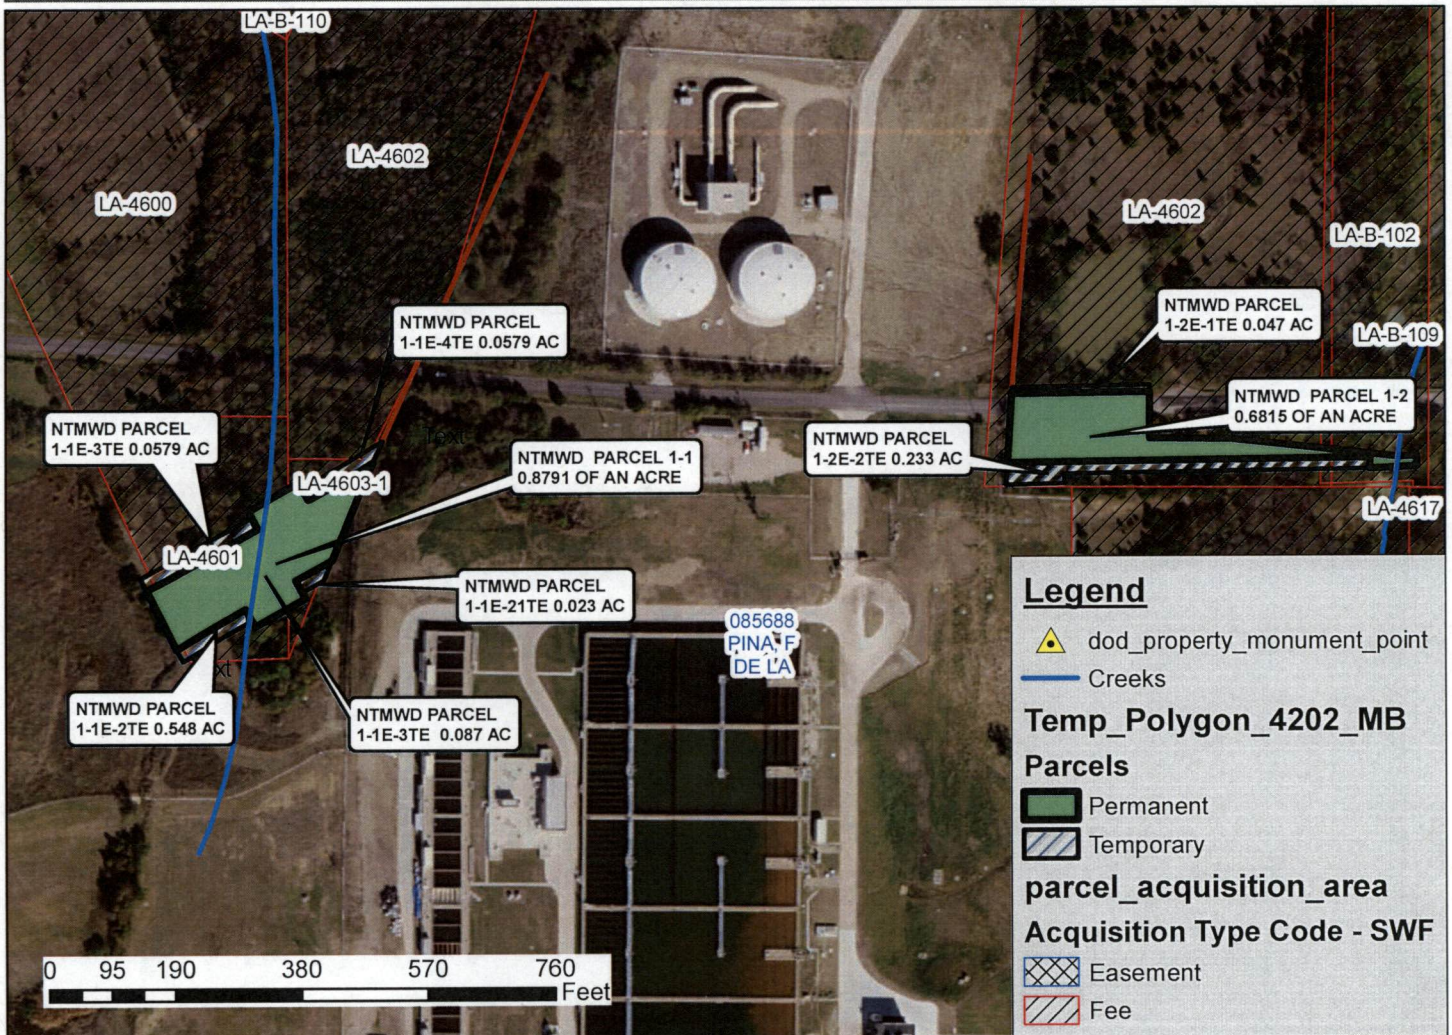 LA-B-110
LA-4602
LA-4600
LA-4602
LA-B-102
NTMWD PARCEL
1-2E-1TE 0.047 AC
NTMWD PARCEL
1-1E-4TE 0.0579 AC
LA-B-109
NTMWD PARCEL 1-2
0.6815 OF AN ACRE
NTMWD PARCEL
1-1E-3TE 0.0579 AC
Text
NTMWD PARCEL
1-2E-2TE 0.233 AC
NTMWD PARCEL 1-1
0.8791 OF AN ACRE
LA-4603-1
LA-4617
LA-4601
NTMWD PARCEL
1-1E-21TE 0.023 AC
085688
PINA, F
DE LA
xt
NTMWD PARCEL
1-1E-2TE 0.548 AC
NTMWD PARCEL
1-1E-3TE 0.087 AC
Legend
dod_property_monument_point
Creeks
Temp_Polygon_4202_MB
Parcels
Permanent
Temporary
parcel_acquisition_area
Acquisition Type Code - SWF
Easement
Fee
0 95 190 380 570 760
Feet